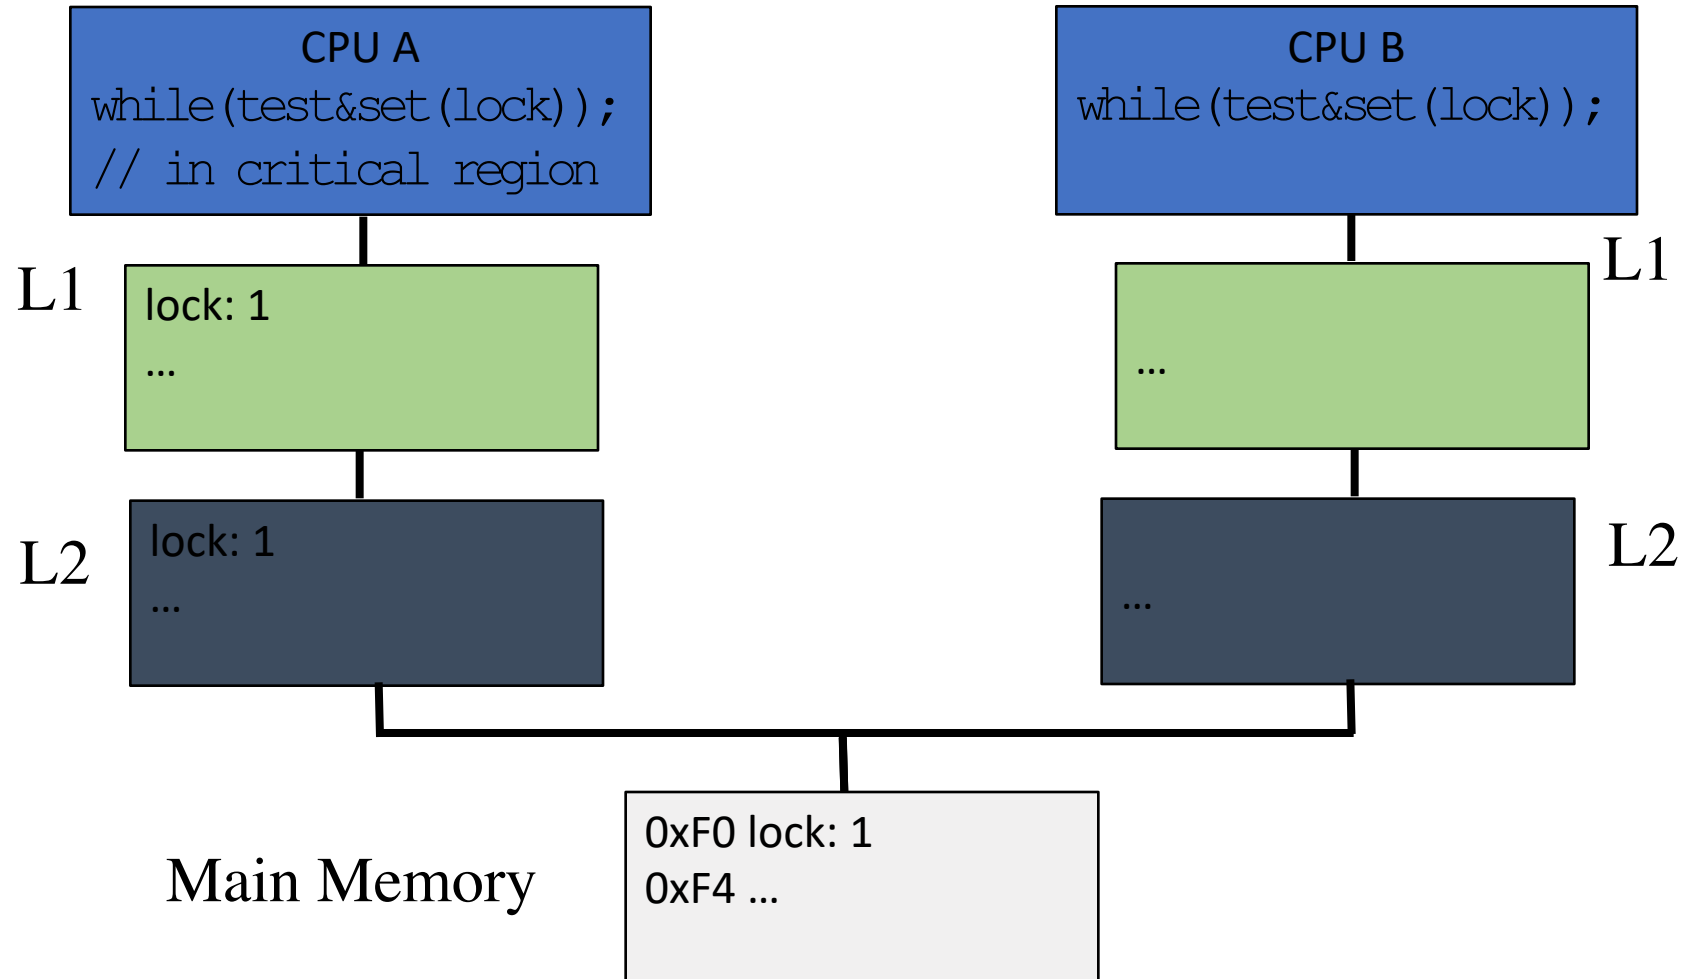 CPU A
while(test&set(lock));
// in critical region
CPU B
while(test&set(lock));
L1
lock: 1
...
L1
...
L2
lock: 1
...
L2
...
Main Memory
0xF0 lock: 1
0xF4 ...